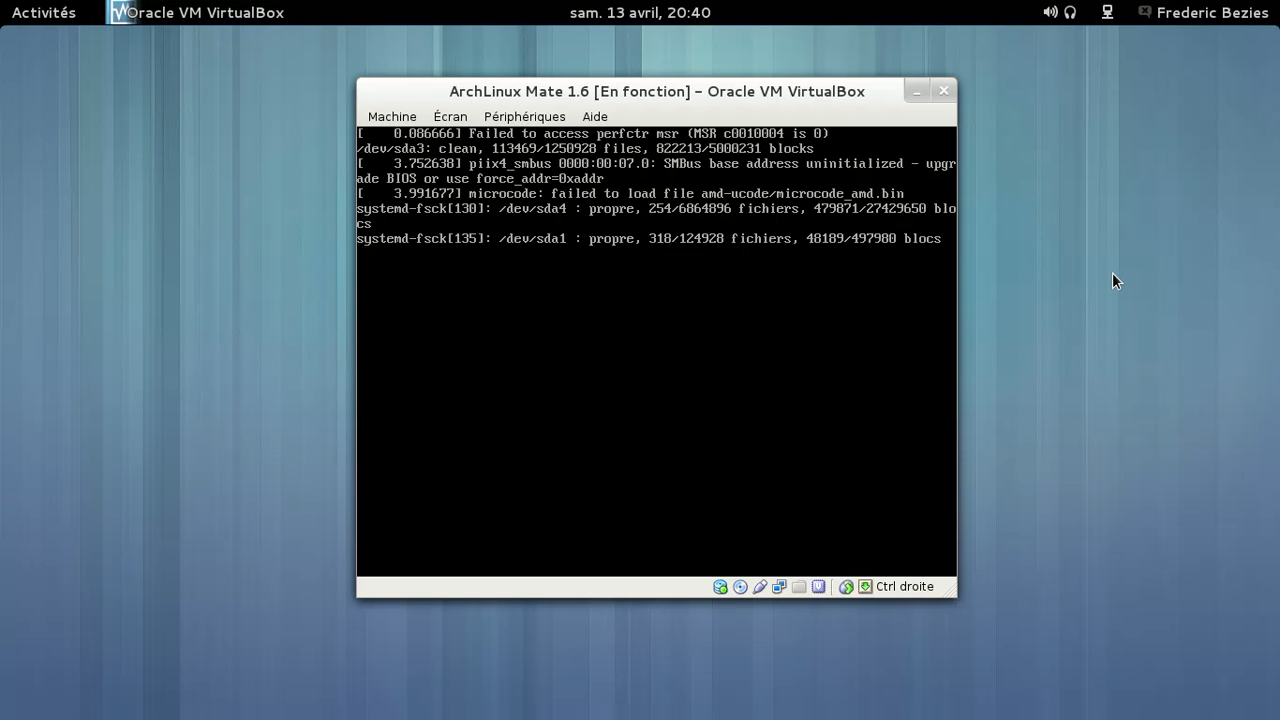 Activités Oracle VM VirtualBox sam. 13 avril, 20:40 Frederic Bezies
ArchLinux Mate 1.6 [En fonction] – Oracle VM VirtualBox
Machine Écran Périphériques Aide
[    0.086666] Failed to access perfctr msr (MSR c0010004 is 0)
/dev/sda3: clean, 113469/1250928 files, 822213/5000231 blocks
[    3.752638] piix4_smbus 0000:00:07.0: SMBus base address uninitialized - upgr
ade BIOS or use force_addr=0xaddr
[    3.991677] microcode: failed to load file amd-ucode/microcode_amd.bin
systemd-fsck[130]: /dev/sda4 : propre, 254/6864896 fichiers, 479871/27429650 blo
cs
systemd-fsck[135]: /dev/sda1 : propre, 318/124928 fichiers, 48189/497980 blocs
Ctrl droite